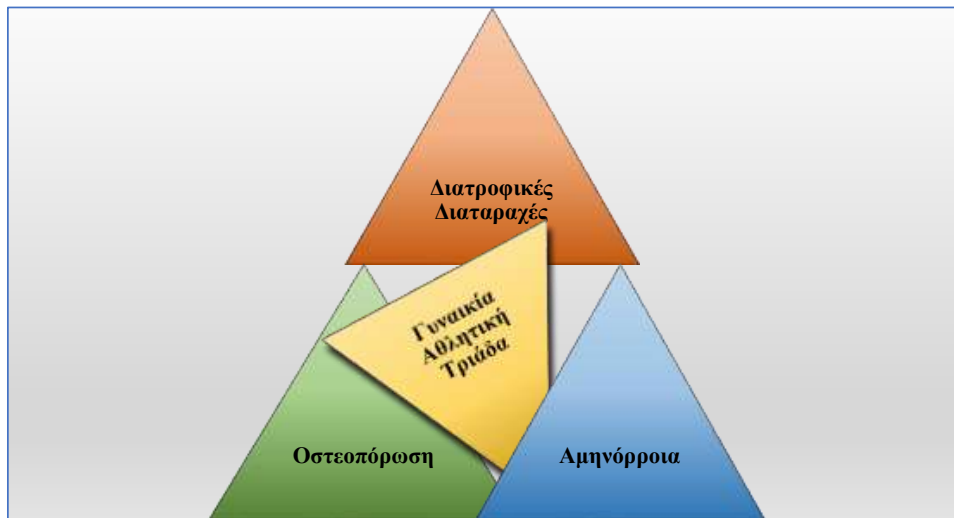 Διατροφικές
Διαταραχές
Γυναικία
Αθλητική
Τριάδα
Οστεοπόρωση
Αμηνόρροια